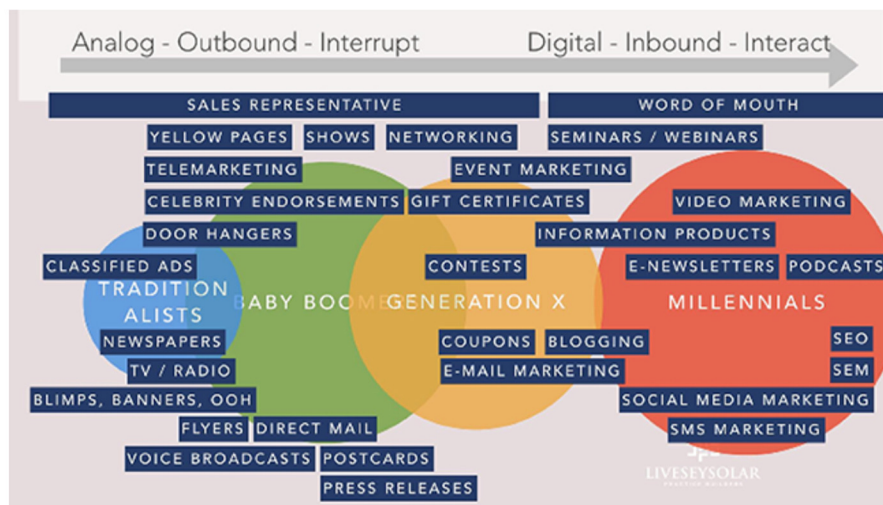 Analog - Outbound - Interrupt
Digital - Inbound - Interact
SALES REPRESENTATIVE
WORD OF MOUTH
YELLOW PAGES
SHOWS
NETWORKING
SEMINARS / WEBINARS
TELEMARKETING
EVENT MARKETING
CELEBRITY ENDORSEMENTS
GIFT CERTIFICATES
VIDEO MARKETING
DOOR HANGERS
INFORMATION PRODUCTS
CLASSIFIED ADS
CONTESTS
E-NEWSLETTERS
PODCASTS
TRADITION
ALISTS
BABY BOOMERS
GENERATION X
MILLENNIALS
NEWSPAPERS
COUPONS
BLOGGING
SEO
TV / RADIO
E-MAIL MARKETING
SEM
BLIMPS, BANNERS, OOH
SOCIAL MEDIA MARKETING
FLYERS
DIRECT MAIL
SMS MARKETING
VOICE BROADCASTS
POSTCARDS
LIVESEYSOLAR
PRESS RELEASES